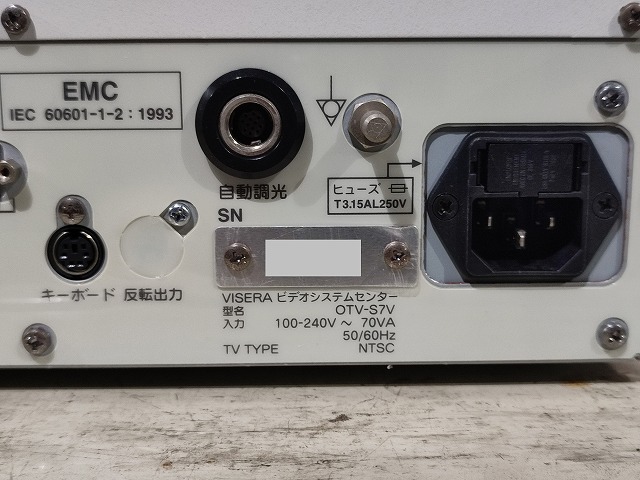 EMC
IEC 60601-1-2：1993
自動調光
SN
ヒューズ
T3.15AL250V
キーボード 反転出力
VISERA ビデオシステムセンター
型名 OTV-S7V
入力 100-240V ～ 70VA
50/60Hz
TV TYPE NTSC